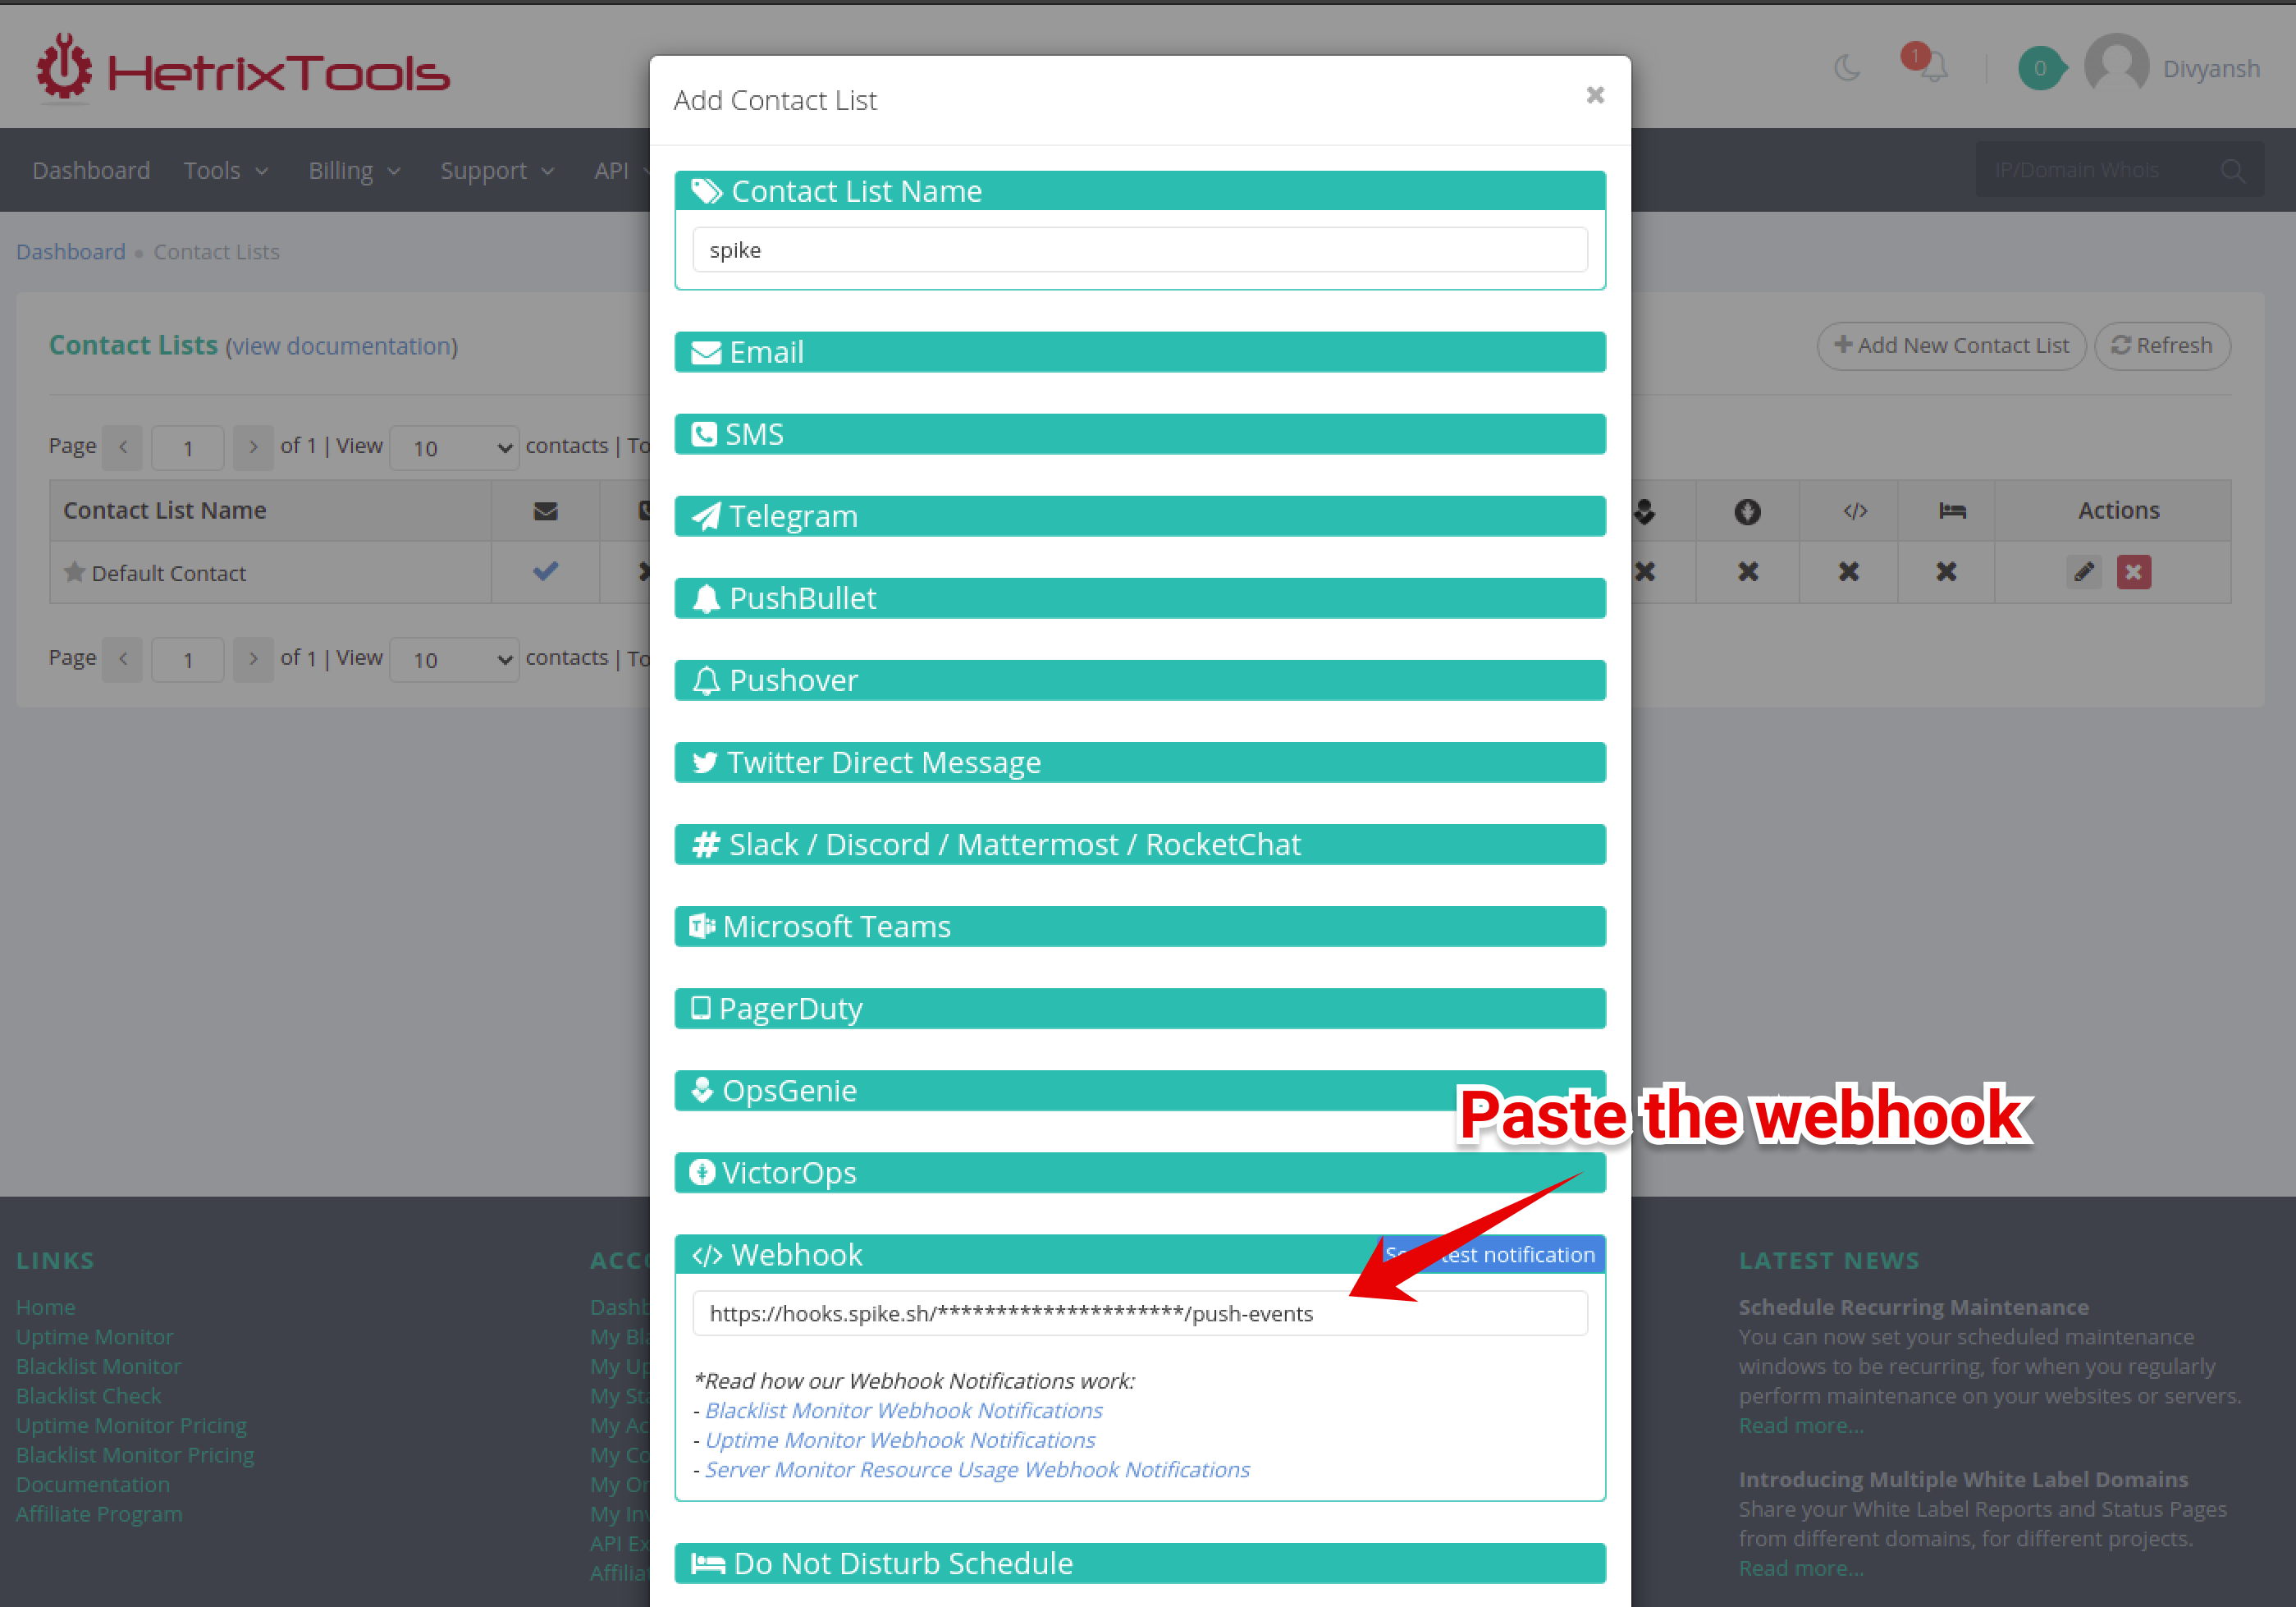 HetrixTools
1
0
Divyansh
Add Contact List
Dashboard Tools Billing Support API
IP/Domain WhoIs
Contact List Name
spike
Dashboard Contact Lists
Contact Lists (view documentation)
Add New Contact List Refresh
Email
SMS
Page 1 of 1 | View 10 contacts | To
Contact List Name Actions
Telegram
Default Contact
PushBullet
Page 1 of 1 | View 10 contacts | To
Pushover
Twitter Direct Message
Slack / Discord / Mattermost / RocketChat
Microsoft Teams
PagerDuty
OpsGenie
Paste the webhook
VictorOps
</> Webhook
test notification
https://hooks.spike.sh/*********************/push-events
*Read how our Webhook Notifications work:
- Blacklist Monitor Webhook Notifications
- Uptime Monitor Webhook Notifications
- Server Monitor Resource Usage Webhook Notifications
Do Not Disturb Schedule
LINKS
Home
Uptime Monitor
Blacklist Monitor
Blacklist Check
Uptime Monitor Pricing
Blacklist Monitor Pricing
Documentation
Affiliate Program
ACC
Dashb
My Bl
My Up
My Sta
My Ac
My Co
My Or
My Inv
API Ex
Affilia
LATEST NEWS
Schedule Recurring Maintenance
You can now set your scheduled maintenance
windows to be recurring, for when you regularly
perform maintenance on your websites or servers.
Read more...
Introducing Multiple White Label Domains
Share your White Label Reports and Status Pages
from different domains, for different projects.
Read more...